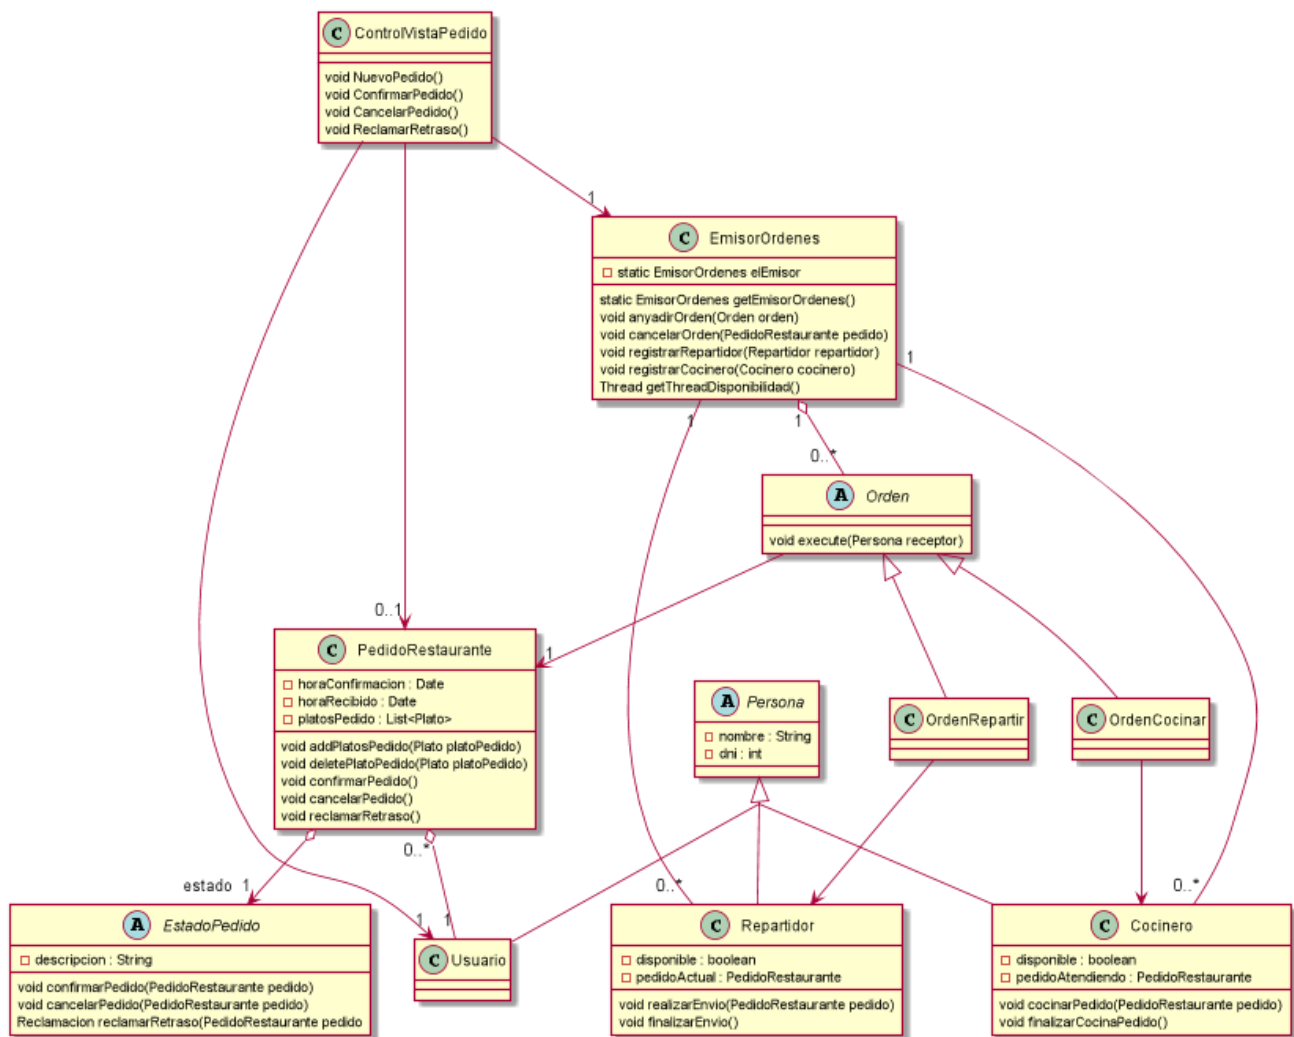 C ControlVistaPedido
void NuevoPedido()
void ConfirmarPedido()
void CancelarPedido()
void ReclamarRetraso()
1
C EmisorOrdenes
static EmisorOrdenes elEmisor
static EmisorOrdenes getEmisorOrdenes()
void anyadirOrden(Orden orden)
void cancelarOrden(PedidoRestaurante pedido)
void registrarRepartidor(Repartidor repartidor)
void registrarCocinero(Cocinero cocinero)
Thread getThreadDisponibilidad()
1
1
1
0..*
A Orden
void execute(Persona receptor)
0..1
1
C PedidoRestaurante
horaConfirmacion : Date
horaRecibido : Date
platosPedido : List<Plato>
void addPlatosPedido(Plato platoPedido)
void deletePlatoPedido(Plato platoPedido)
void confirmarPedido()
void cancelarPedido()
void reclamarRetraso()
A Persona
nombre : String
dni : int
C OrdenRepartir
C OrdenCocinar
0..*
estado 1
1
1
0..*
0..*
A EstadoPedido
descripcion : String
void confirmarPedido(PedidoRestaurante pedido)
void cancelarPedido(PedidoRestaurante pedido)
Reclamacion reclamarRetraso(PedidoRestaurante pedido
C Usuario
C Repartidor
disponible : boolean
pedidoActual : PedidoRestaurante
void realizarEnvio(PedidoRestaurante pedido)
void finalizarEnvio()
C Cocinero
disponible : boolean
pedidoAtendiendo : PedidoRestaurante
void cocinarPedido(PedidoRestaurante pedido)
void finalizarCocinaPedido()